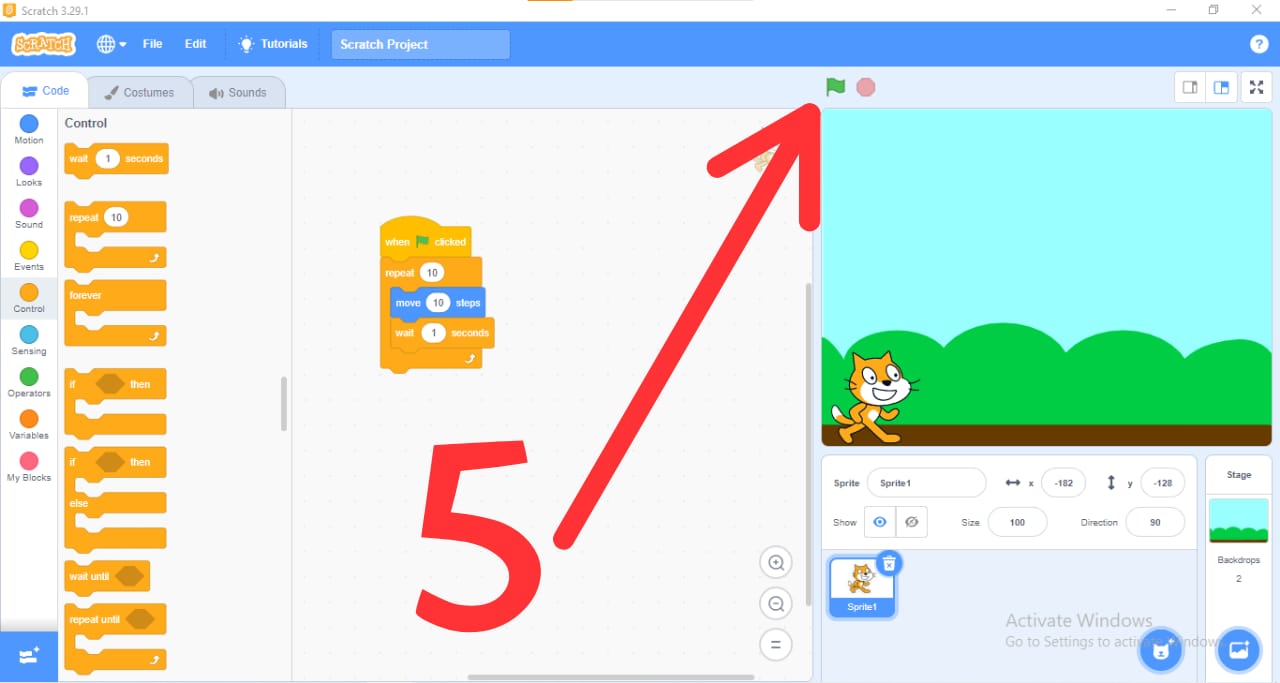 Scratch 3.29.1
SCRATCH File Edit Tutorials Scratch Project ?
Code Costumes Sounds
Motion
Looks
Sound
Events
Control
Sensing
Operators
Variables
My Blocks
Control
wait 1 seconds
repeat 10
forever
if then
if then
else
wait until
repeat until
when clicked
repeat 10
move 10 steps
wait 1 seconds
5
Sprite Sprite1 x -182 y -128
Show Size 100 Direction 90
Sprite1
Stage
Backdrops
2
Activate Windows
Go to Settings to activate Windows